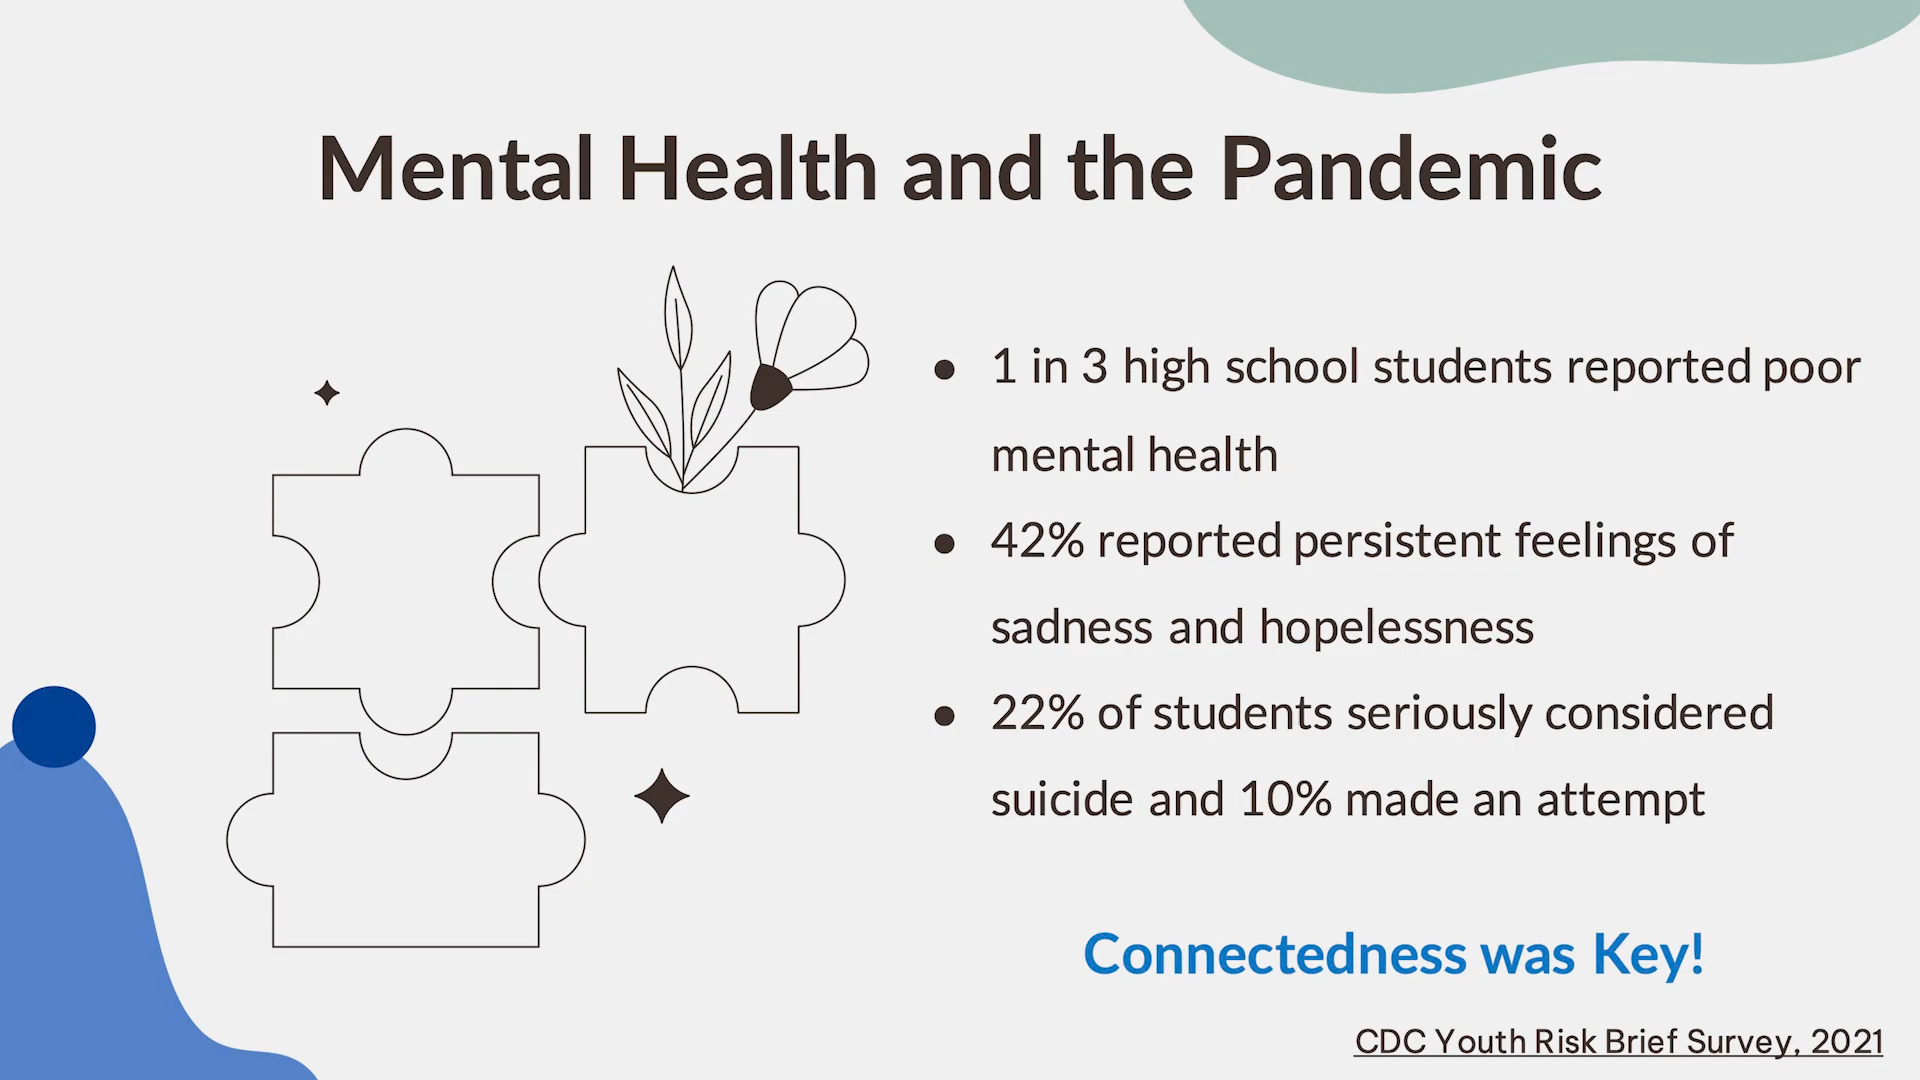 Mental Health and the Pandemic
● 1 in 3 high school students reported poor
mental health
● 42% reported persistent feelings of
sadness and hopelessness
● 22% of students seriously considered
suicide and 10% made an attempt
Connectedness was Key!
CDC Youth Risk Brief Survey, 2021